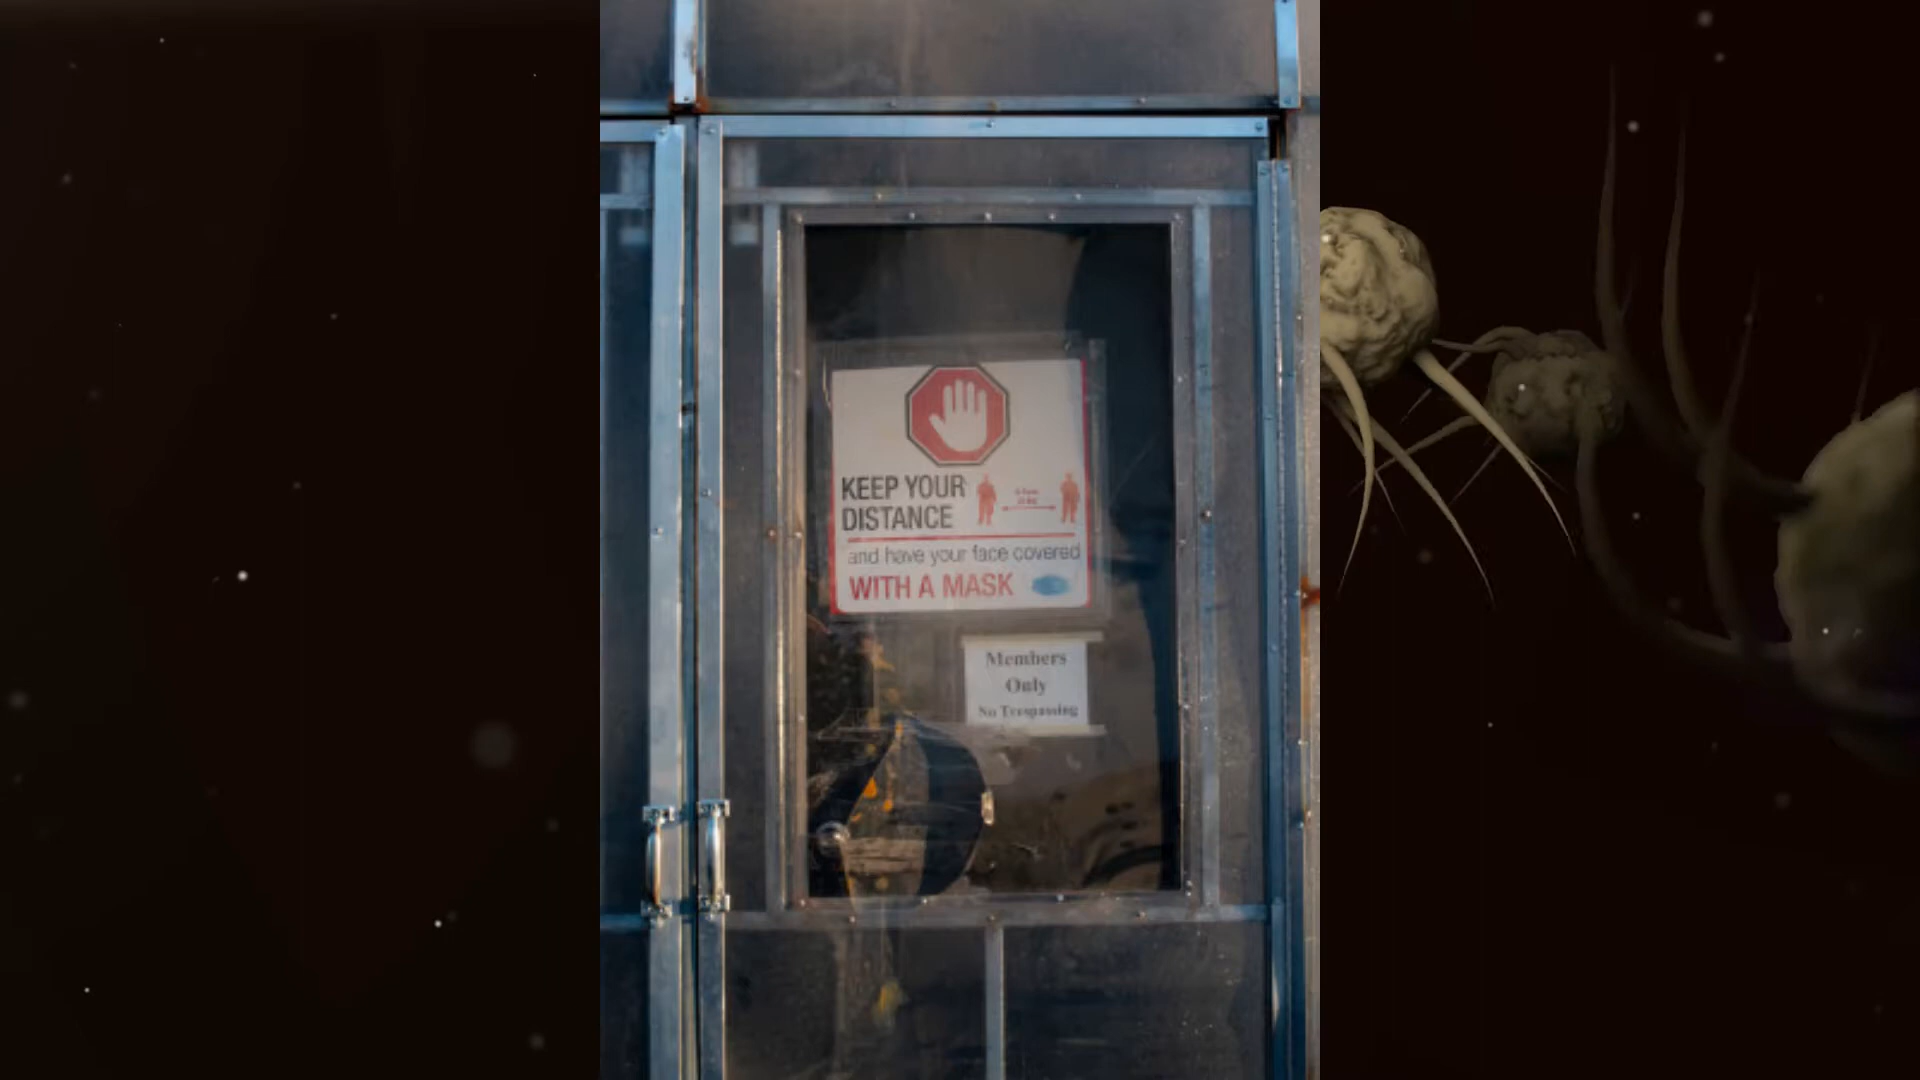 KEEP YOUR
DISTANCE
and have your face covered
WITH A MASK
Members
Only
No Trespassing